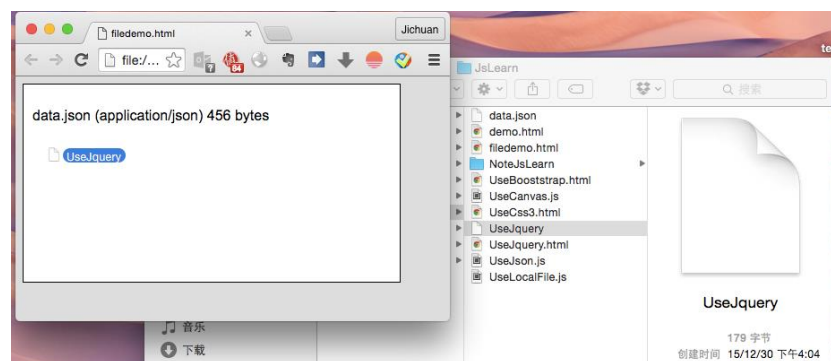 filedemo.html
Jichuan
file:/...
84
data.json (application/json) 456 bytes
UseJquery
音乐
下载
te
JsLearn
搜索
data.json
demo.html
filedemo.html
NoteJsLearn
UseBooststrap.html
UseCanvas.js
UseCss3.html
UseJquery
UseJquery.html
UseJson.js
UseLocalFile.js
UseJquery
179 字节
创建时间 15/12/30 下午4:04